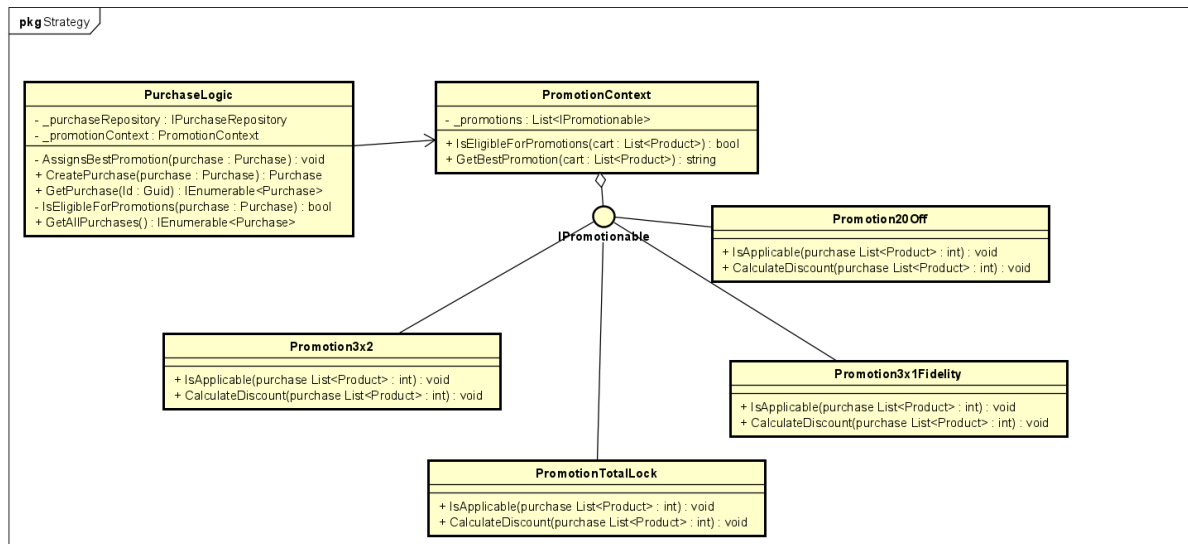 pkg Strategy
PurchaseLogic
- _purchaseRepository : IPurchaseRepository
- _promotionContext : PromotionContext
- AssignsBestPromotion(purchase : Purchase) : void
+ CreatePurchase(purchase : Purchase) : Purchase
+ GetPurchase(Id : Guid) : IEnumerable<Purchase>
- IsEligibleForPromotions(purchase : Purchase) : bool
+ GetAllPurchases() : IEnumerable<Purchase>
PromotionContext
- _promotions : List<IPromotionable>
+ IsEligibleForPromotions(cart : List<Product>) : bool
+ GetBestPromotion(cart : List<Product>) : string
IPromotionable
Promotion20Off
+ IsApplicable(purchase List<Product> : int) : void
+ CalculateDiscount(purchase List<Product> : int) : void
Promotion3x2
+ IsApplicable(purchase List<Product> : int) : void
+ CalculateDiscount(purchase List<Product> : int) : void
Promotion3x1Fidelity
+ IsApplicable(purchase List<Product> : int) : void
+ CalculateDiscount(purchase List<Product> : int) : void
PromotionTotalLock
+ IsApplicable(purchase List<Product> : int) : void
+ CalculateDiscount(purchase List<Product> : int) : void